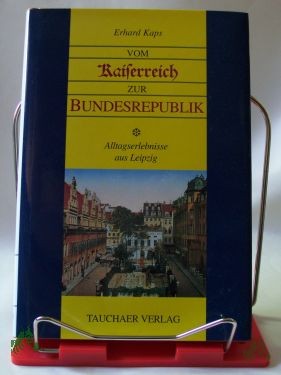 Erhard Kaps
VOM
Kaiserreich
ZUR
BUNDESREPUBLIK
Alltagserlebnisse
aus Leipzig
TAUCHAER VERLAG